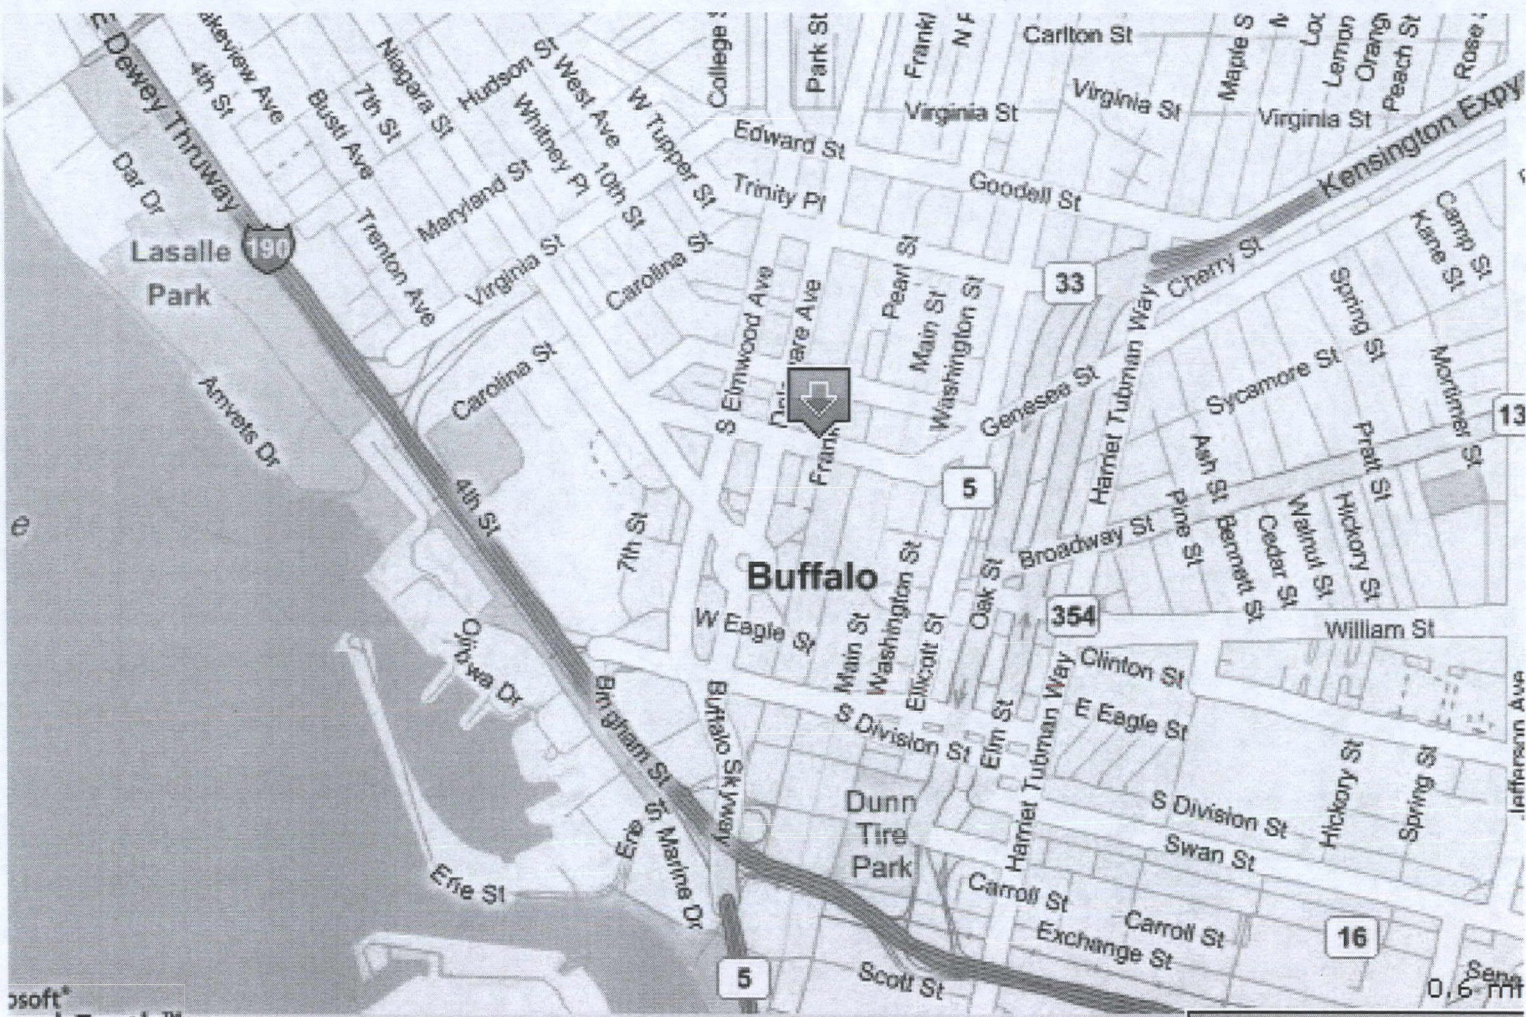 E Dewey Thruway
4th St
Busti Ave
7th St
Niagara St
Hudson St
West Ave
Whitney Pl
10th St
W Tupper St
College
Park St
N
Carlton St
Maple S
Lemon
Peach St
Rose
Virginia St
Virginia St
Virginia St
Kensington Expy
Edward St
Goodell St
Trinity Pl
Dar Dr
Maryland St
Trenton Ave
Virginia St
Carolina St
Lasalle
Park
190
Camp St
Kane St
Cherry St
33
Pearl St
Main St
Washington St
S Elmwood Ave
Harriet Tubman Way
Spring St
Mortimer St
Carolina St
Amvets Dr
Genesee St
Sycamore St
13
Pratt St
Ash St
Pine St
Bennett St
Cedar St
Walnut St
Hickory St
4th St
7th St
5
Broadway St
Buffalo
Washington St
Oak St
354
William St
W Eagle St
Main St
Ellicott St
Clinton St
E Eagle St
Ojibwa Dr
Bingham St
Buffalo Skyway
S Division St
Elm St
Harriet Tubman Way
Jefferson Ave
Hickory St
Spring St
S Division St
Swan St
Dunn
Tire
Park
Erie St
Marine Dr
Erie St
Carroll St
Carroll St
Exchange St
16
Scott St
5
Sene
0.6 mi
osoft®